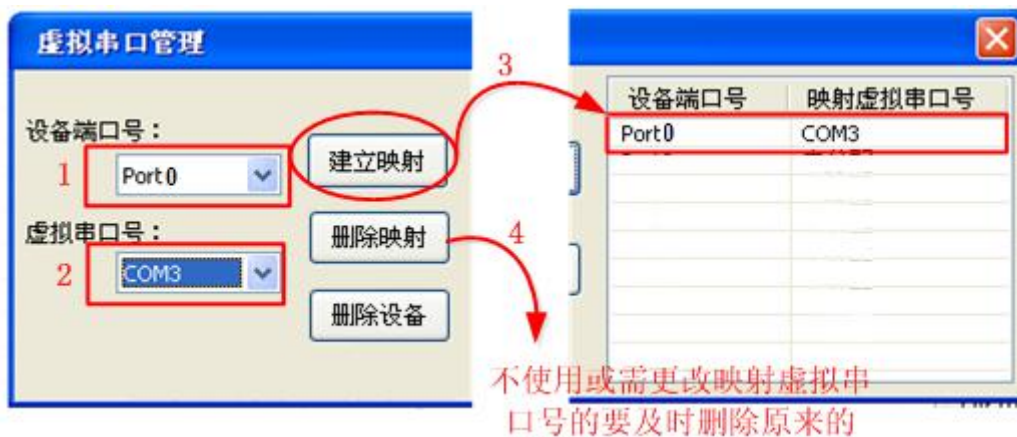 虚拟串口管理
设备端口号：
1
Port0
建立映射
虚拟串口号：
2
COM3
删除映射
删除设备
3
4
设备端口号 映射虚拟串口号
Port0 COM3
不使用或需更改映射虚拟串
口号的要及时删除原来的